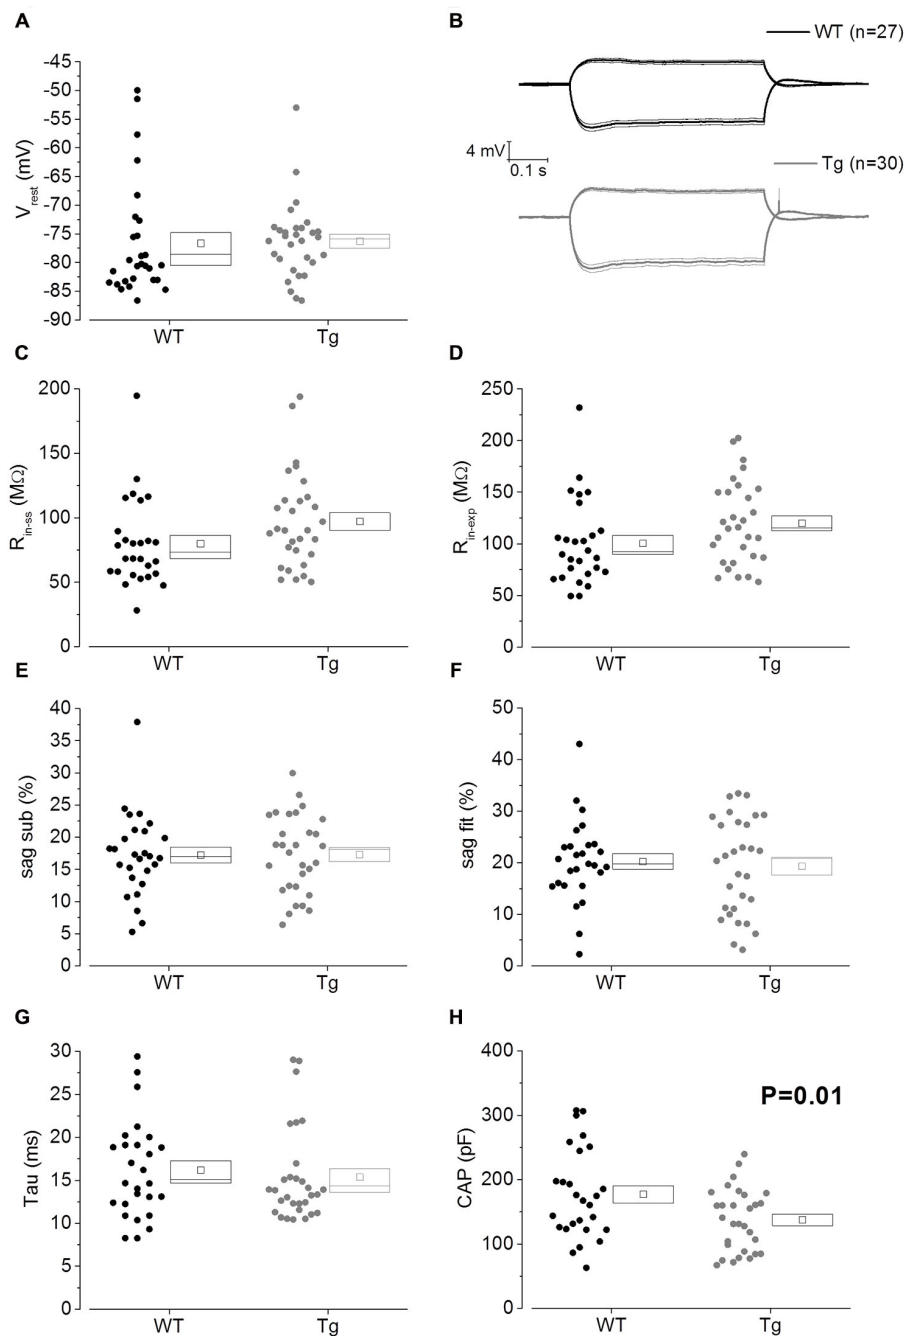 A
-45
-50
-55
-60
-65
-70
-75
-80
-85
-90
Vrest (mV)
WT Tg
B
WT (n=27)
4 mV
0.1 s
Tg (n=30)
C
200
150
100
50
0
Rin-ss (MΩ)
WT Tg
D
250
200
150
100
50
0
Rin-exp (MΩ)
WT Tg
E
40
35
30
25
20
15
10
5
0
sag sub (%)
WT Tg
F
50
40
30
20
10
0
sag fit (%)
WT Tg
G
30
25
20
15
10
5
0
Tau (ms)
WT Tg
H
400
300
200
100
0
CAP (pF)
P=0.01
WT Tg